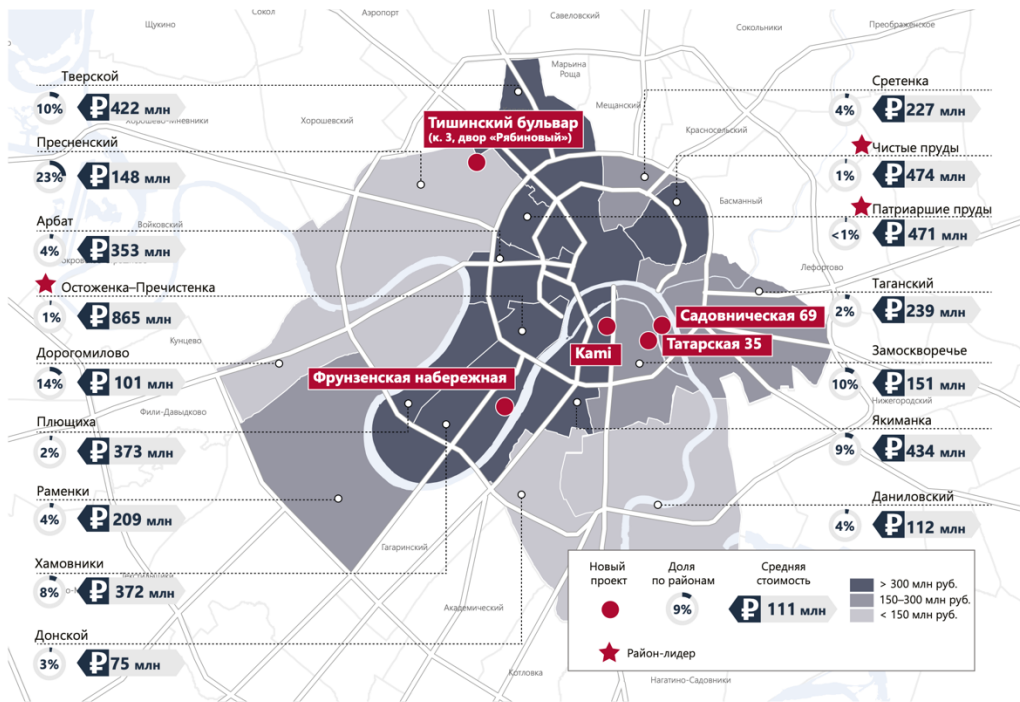 Сокол
Аэропорт
Савеловский
Щукино
Сокольники
Преображенское
Марьина
Роща
Мещанский
Хорошево-Мневники
Хорошевский
Красносельский
Войковский
Басманный
Лефортово
Кунцево
Фили-Давыдково
Нижегородский
Гагаринский
Академический
Котловка
Нагатино-Садовники
Тверской
10%
₽ 422 млн
Пресненский
23%
₽ 148 млн
Арбат
4%
₽ 353 млн
Остоженка–Пречистенка
1%
₽ 865 млн
Дорогомилово
14%
₽ 101 млн
Плющиха
2%
₽ 373 млн
Раменки
4%
₽ 209 млн
Хамовники
8%
₽ 372 млн
Донской
3%
₽ 75 млн
Тишинский бульвар
(к. 3, двор «Рябиновый»)
Садовническая 69
Татарская 35
Kami
Фрунзенская набережная
Сретенка
4%
₽ 227 млн
Чистые пруды
1%
₽ 474 млн
Патриаршие пруды
<1%
₽ 471 млн
Таганский
2%
₽ 239 млн
Замоскворечье
10%
₽ 151 млн
Якиманка
9%
₽ 434 млн
Даниловский
4%
₽ 112 млн
Новый
проект
Доля
по районам
9%
Средняя
стоимость
₽ 111 млн
> 300 млн руб.
150–300 млн руб.
< 150 млн руб.
Район-лидер